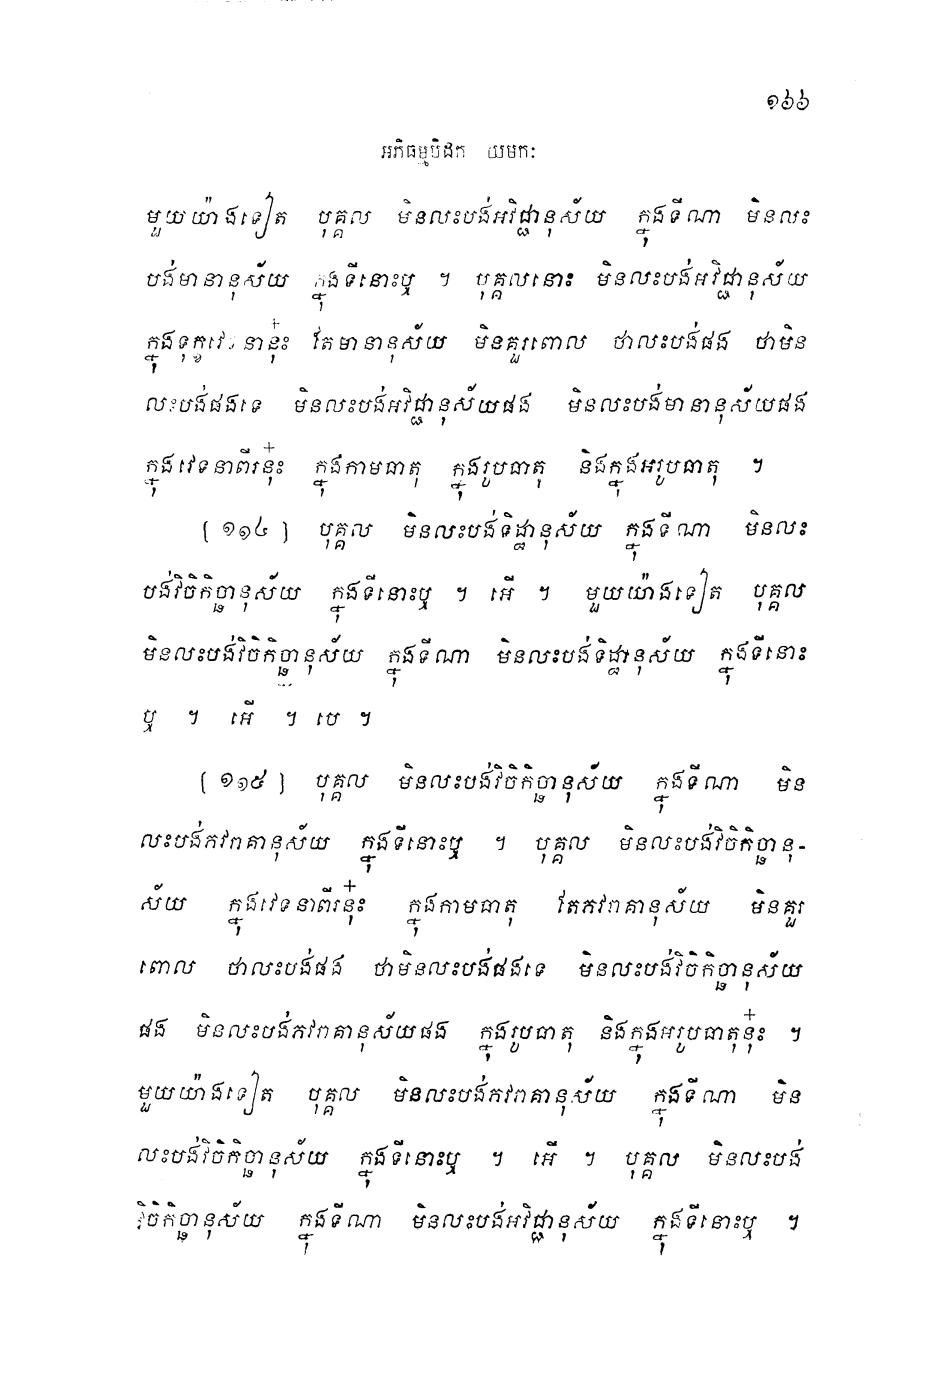 ១៦៦
អភិធម្មបិដក យមកៈ
មួយយ៉ាងទៀត បុគ្គល មិនលះបង់អវិជ្ជានុស័យ ក្នុងទីណា មិនលះ
បង់មានានុស័យ ក្នុងទីនោះឬ ។ បុគ្គលនោះ មិនលះបង់អវិជ្ជានុស័យ
ក្នុងទុក្ខវេទនានុ៎ះ តែមានានុស័យ មិនគួរពោល ថាលះបង់ផង ថាមិន
លះបង់ផងទេ មិនលះបង់អវិជ្ជានុស័យផង មិនលះបង់មានានុស័យផង
ក្នុងវេទនាពីរនុ៎ះ ក្នុងកាមធាតុ ក្នុងរូបធាតុ និងក្នុងអរូបធាតុ ។
[ ១១៤ ] បុគ្គល មិនលះបង់ទិដ្ឋានុស័យ ក្នុងទីណា មិនលះ
បង់វិចិកិច្ឆានុស័យ ក្នុងទីនោះឬ ។ អើ ។ មួយយ៉ាងទៀត បុគ្គល
មិនលះបង់វិចិកិច្ឆានុស័យ ក្នុងទីណា មិនលះបង់ទិដ្ឋានុស័យ ក្នុងទីនោះ
ឬ ។ អើ ។ បេ ។
[ ១១៥ ] បុគ្គល មិនលះបង់វិចិកិច្ឆានុស័យ ក្នុងទីណា មិន
លះបង់ភវរាគានុស័យ ក្នុងទីនោះឬ ។ បុគ្គល មិនលះបង់វិចិកិច្ឆានុ-
ស័យ ក្នុងវេទនាពីរនុ៎ះ ក្នុងកាមធាតុ តែភវរាគានុស័យ មិនគួរ
ពោល ថាលះបង់ផង ថាមិនលះបង់ផងទេ មិនលះបង់វិចិកិច្ឆានុស័យ
ផង មិនលះបង់ភវរាគានុស័យផង ក្នុងរូបធាតុ និងក្នុងអរូបធាតុនុ៎ះ ។
មួយយ៉ាងទៀត បុគ្គល មិនលះបង់ភវរាគានុស័យ ក្នុងទីណា មិន
លះបង់វិចិកិច្ឆានុស័យ ក្នុងទីនោះឬ ។ អើ ។ បុគ្គល មិនលះបង់
វិចិកិច្ឆានុស័យ ក្នុងទីណា មិនលះបង់អវិជ្ជានុស័យ ក្នុងទីនោះឬ ។